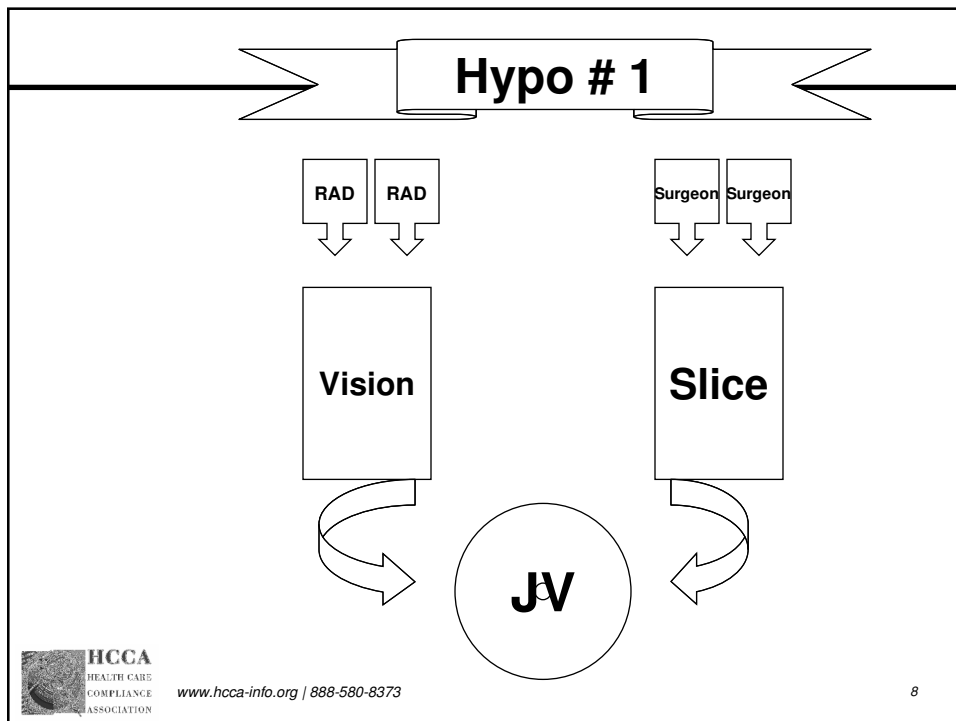 Hypo # 1
RAD RAD Surgeon Surgeon
Vision Slice
JV
HCCA
HEALTH CARE
COMPLIANCE
ASSOCIATION
www.hcca-info.org | 888-580-8373
8